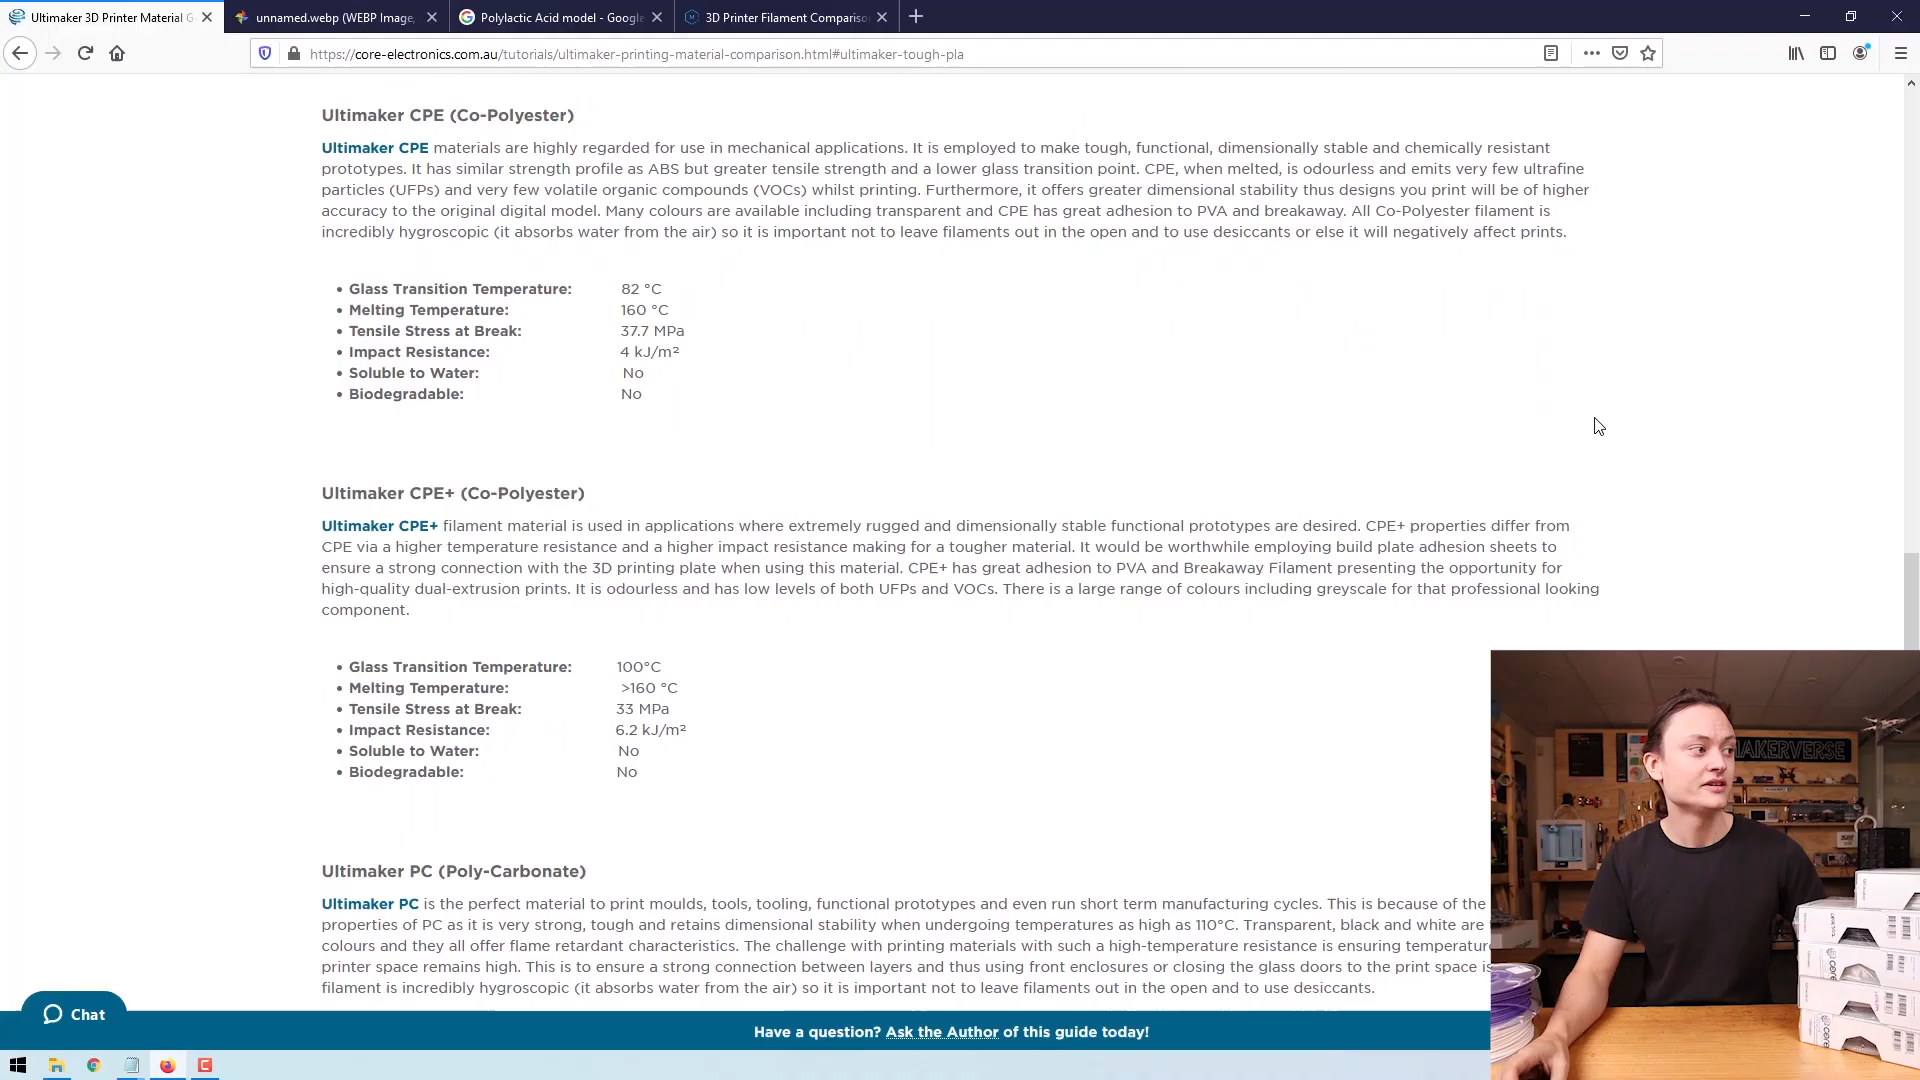 Ultimaker 3D Printer Material G
unnamed.webp (WEBP Image,
Polylactic Acid model - Google
3D Printer Filament Comparison
https://core-electronics.com.au/tutorials/ultimaker-printing-material-comparison.html#ultimaker-tough-pla
Ultimaker CPE (Co-Polyester)
Ultimaker CPE materials are highly regarded for use in mechanical applications. It is employed to make tough, functional, dimensionally stable and chemically resistant
prototypes. It has similar strength profile as ABS but greater tensile strength and a lower glass transition point. CPE, when melted, is odourless and emits very few ultrafine
particles (UFPs) and very few volatile organic compounds (VOCs) whilst printing. Furthermore, it offers greater dimensional stability thus designs you print will be of higher
accuracy to the original digital model. Many colours are available including transparent and CPE has great adhesion to PVA and breakaway. All Co-Polyester filament is
incredibly hygroscopic (it absorbs water from the air) so it is important not to leave filaments out in the open and to use desiccants or else it will negatively affect prints.
• Glass Transition Temperature: 82 °C
• Melting Temperature: 160 °C
• Tensile Stress at Break: 37.7 MPa
• Impact Resistance: 4 kJ/m²
• Soluble to Water: No
• Biodegradable: No
Ultimaker CPE+ (Co-Polyester)
Ultimaker CPE+ filament material is used in applications where extremely rugged and dimensionally stable functional prototypes are desired. CPE+ properties differ from
CPE via a higher temperature resistance and a higher impact resistance making for a tougher material. It would be worthwhile employing build plate adhesion sheets to
ensure a strong connection with the 3D printing plate when using this material. CPE+ has great adhesion to PVA and Breakaway Filament presenting the opportunity for
high-quality dual-extrusion prints. It is odourless and has low levels of both UFPs and VOCs. There is a large range of colours including greyscale for that professional looking
component.
• Glass Transition Temperature: 100°C
• Melting Temperature: >160 °C
• Tensile Stress at Break: 33 MPa
• Impact Resistance: 6.2 kJ/m²
• Soluble to Water: No
• Biodegradable: No
Ultimaker PC (Poly-Carbonate)
Ultimaker PC is the perfect material to print moulds, tools, tooling, functional prototypes and even run short term manufacturing cycles. This is because of the
properties of PC as it is very strong, tough and retains dimensional stability when undergoing temperatures as high as 110°C. Transparent, black and white are
colours and they all offer flame retardant characteristics. The challenge with printing materials with such a high-temperature resistance is ensuring temperatur
printer space remains high. This is to ensure a strong connection between layers and thus using front enclosures or closing the glass doors to the print space is
filament is incredibly hygroscopic (it absorbs water from the air) so it is important not to leave filaments out in the open and to use desiccants.
MAKERVERSE
Chat
Have a question? Ask the Author of this guide today!